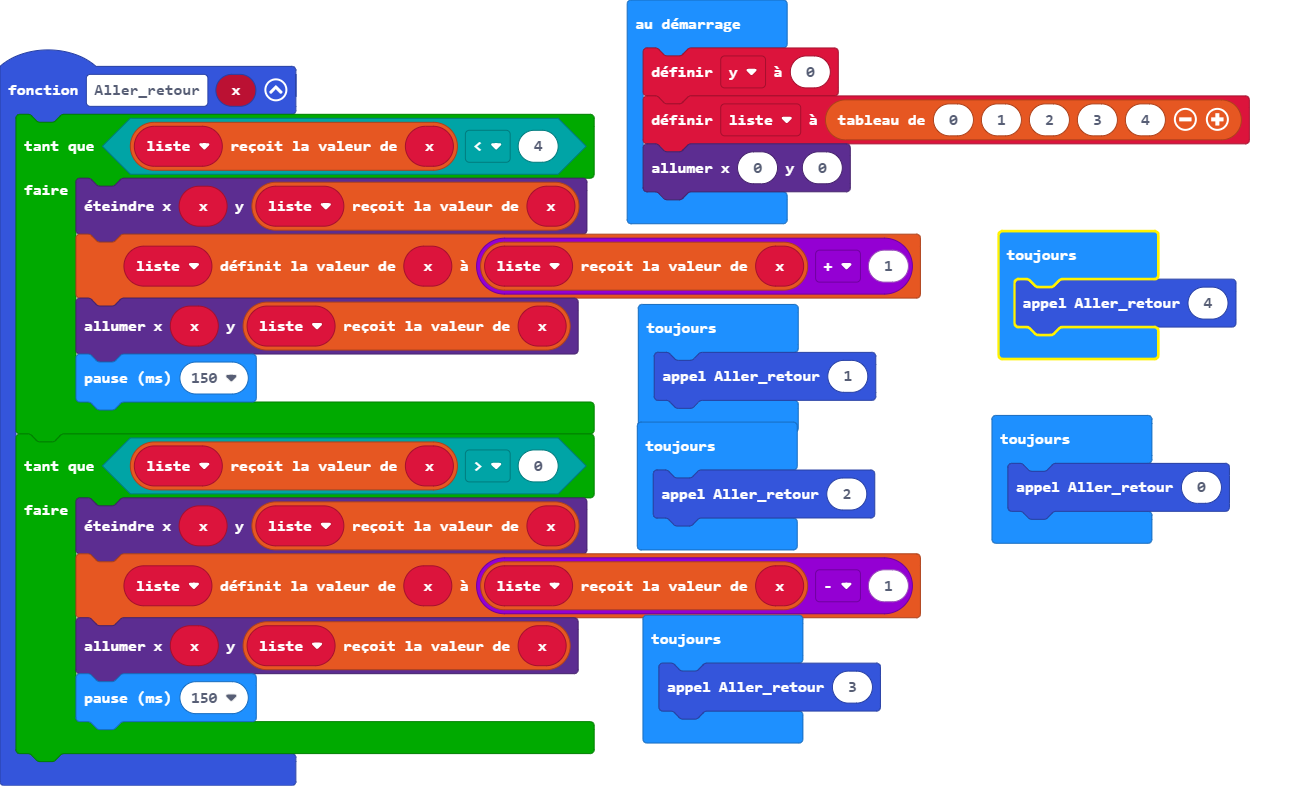 fonction Aller_retour x
tant que liste reçoit la valeur de x < 4
faire
éteindre x x y liste reçoit la valeur de x
liste définit la valeur de x à liste reçoit la valeur de x + 1
allumer x x y liste reçoit la valeur de x
pause (ms) 150
tant que liste reçoit la valeur de x > 0
faire
éteindre x x y liste reçoit la valeur de x
liste définit la valeur de x à liste reçoit la valeur de x - 1
allumer x x y liste reçoit la valeur de x
pause (ms) 150
au démarrage
définir y à 0
définir liste à tableau de 0 1 2 3 4
allumer x 0 y 0
toujours
appel Aller_retour 1
toujours
appel Aller_retour 2
toujours
appel Aller_retour 3
toujours
appel Aller_retour 4
toujours
appel Aller_retour 0